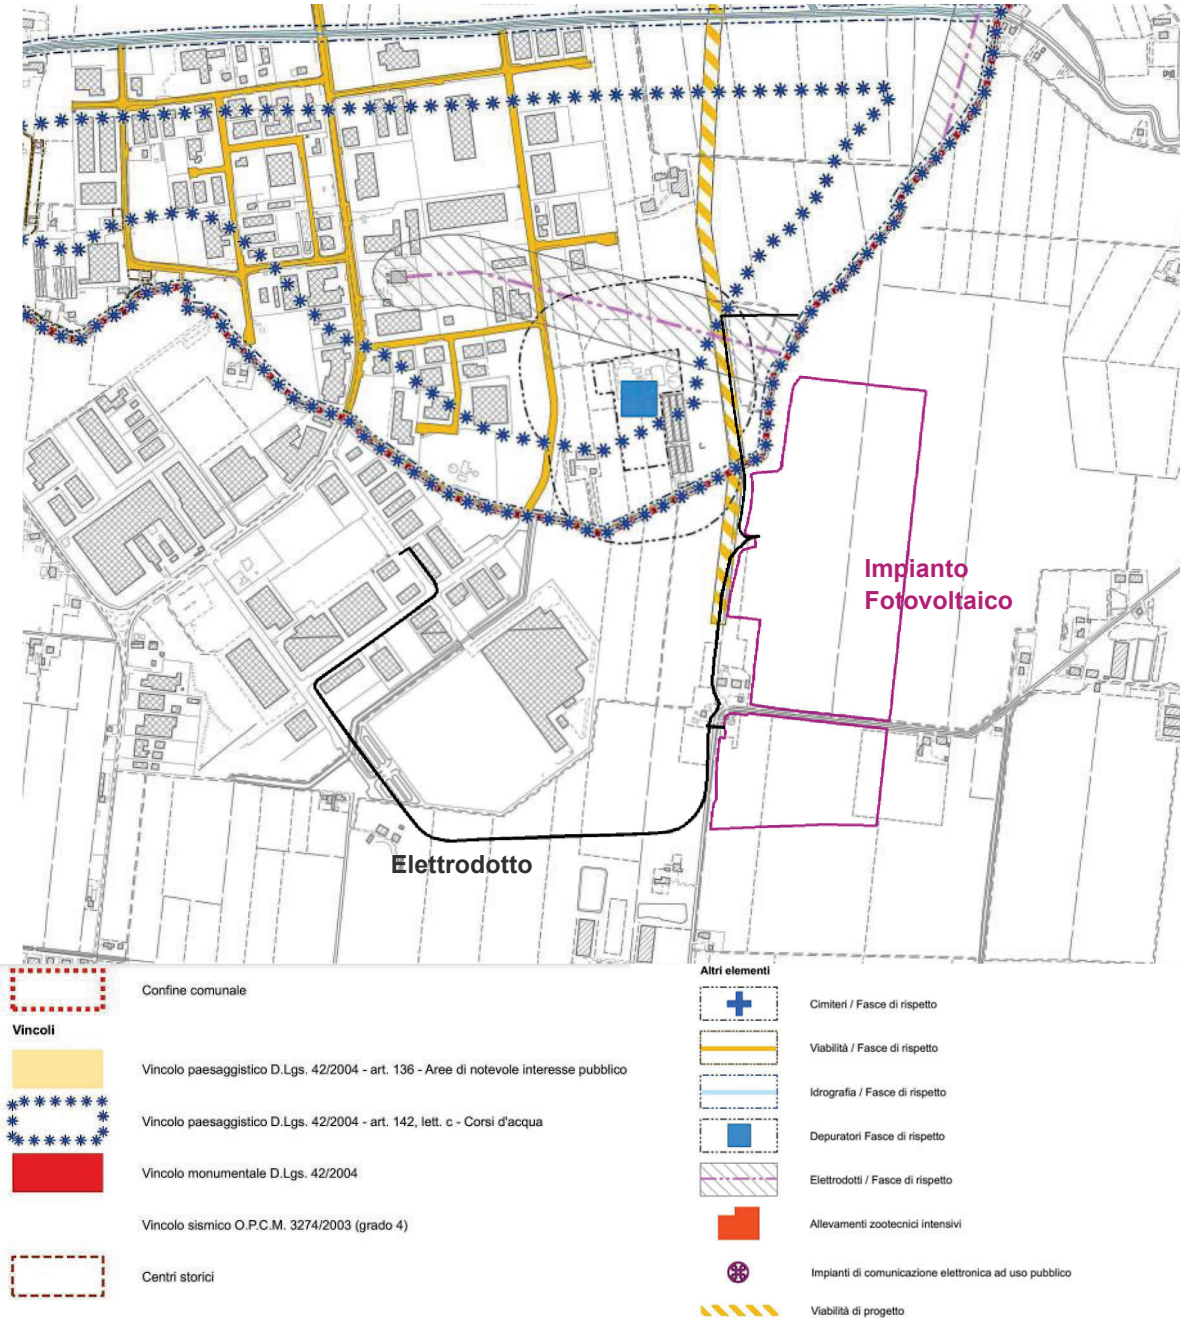 Impianto
Fotovoltaico
Elettrodotto
Confine comunale
Vincoli
Vincolo paesaggistico D.Lgs. 42/2004 - art. 136 - Aree di notevole interesse pubblico
Vincolo paesaggistico D.Lgs. 42/2004 - art. 142, lett. c - Corsi d'acqua
Vincolo monumentale D.Lgs. 42/2004
Vincolo sismico O.P.C.M. 3274/2003 (grado 4)
Centri storici
Altri elementi
Cimiteri / Fasce di rispetto
Viabilità / Fasce di rispetto
Idrografia / Fasce di rispetto
Depuratori Fasce di rispetto
Elettrodotti / Fasce di rispetto
Allevamenti zootecnici intensivi
Impianti di comunicazione elettronica ad uso pubblico
Viabilità di progetto